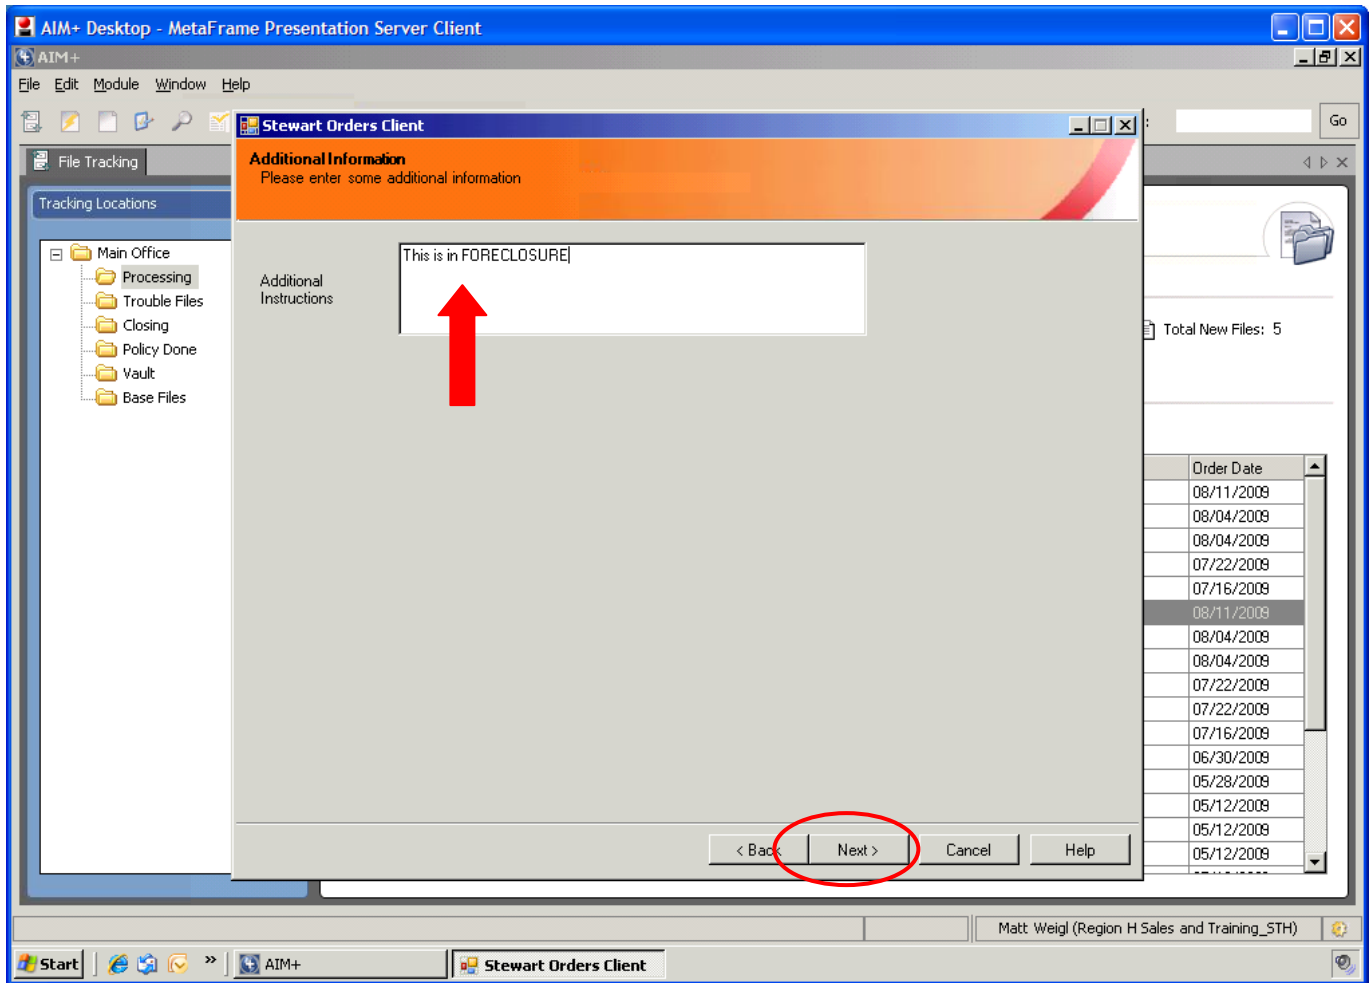 AIM+ Desktop - MetaFrame Presentation Server Client
AIM+
File Edit Module Window Help
Stewart Orders Client
:
Go
File Tracking
Additional Information
Please enter some additional information
Tracking Locations
Main Office
Processing
Trouble Files
Closing
Policy Done
Vault
Base Files
This is in FORECLOSURE
Additional
Instructions
Total New Files: 5
Order Date
08/11/2009
08/04/2009
08/04/2009
07/22/2009
07/16/2009
08/11/2009
08/04/2009
08/04/2009
07/22/2009
07/22/2009
07/16/2009
06/30/2009
05/28/2009
05/12/2009
05/12/2009
05/12/2009
< Back Next > Cancel Help
Matt Weigl (Region H Sales and Training_STH)
Start » AIM+ Stewart Orders Client